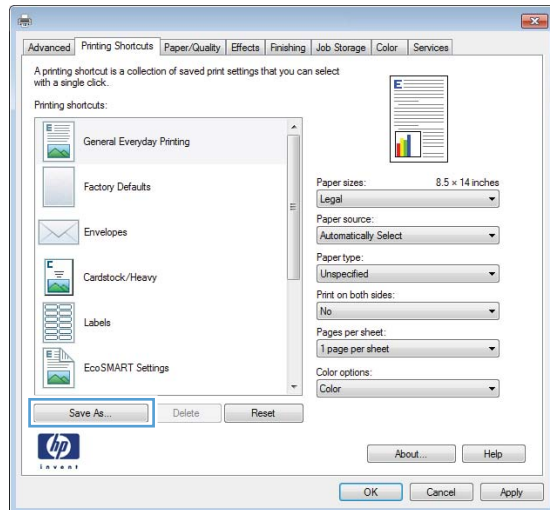 Advanced Printing Shortcuts Paper/Quality Effects Finishing Job Storage Color Services
A printing shortcut is a collection of saved print settings that you can select
with a single click.
Printing shortcuts:
E
General Everyday Printing
Factory Defaults
Envelopes
E
Cardstock/Heavy
Labels
E
EcoSMART Settings
Save As...
Delete
Reset
E
Paper sizes: 8.5 × 14 inches
Legal
Paper source:
Automatically Select
Paper type:
Unspecified
Print on both sides:
No
Pages per sheet:
1 page per sheet
Color options:
Color
hp
invent
About...
Help
OK
Cancel
Apply